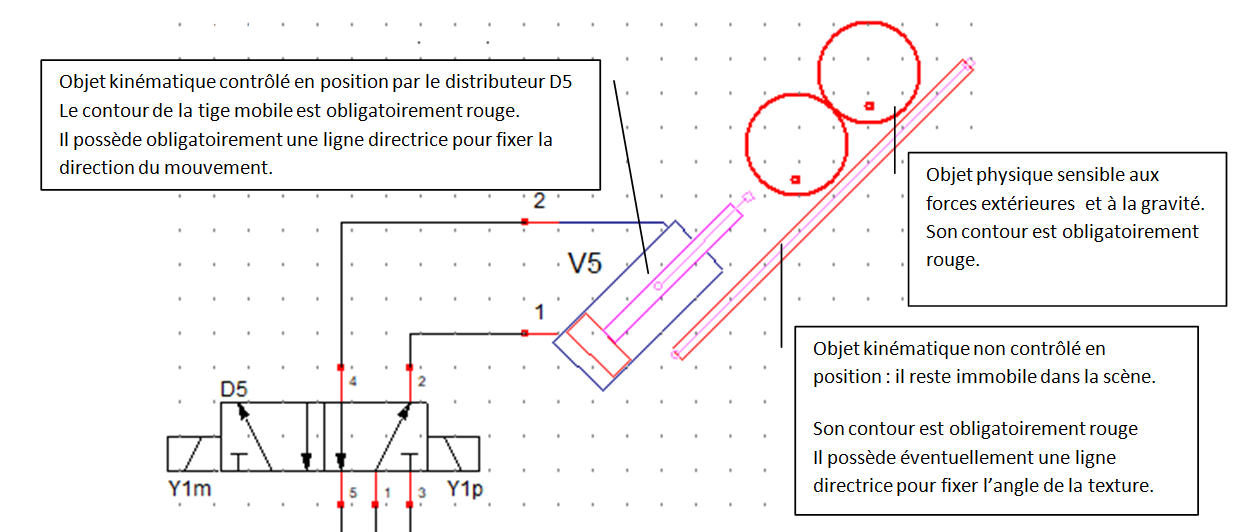 Objet kinématique contrôlé en position par le distributeur D5
Le contour de la tige mobile est obligatoirement rouge.
Il possède obligatoirement une ligne directrice pour fixer la
direction du mouvement.
Objet physique sensible aux
forces extérieures et à la gravité.
Son contour est obligatoirement
rouge.
2
V5
1
Objet kinématique non contrôlé en
position : il reste immobile dans la scène.
Son contour est obligatoirement rouge
Il possède éventuellement une ligne
directrice pour fixer l’angle de la texture.
D5
4
2
Y1m
5
1
3
Y1p